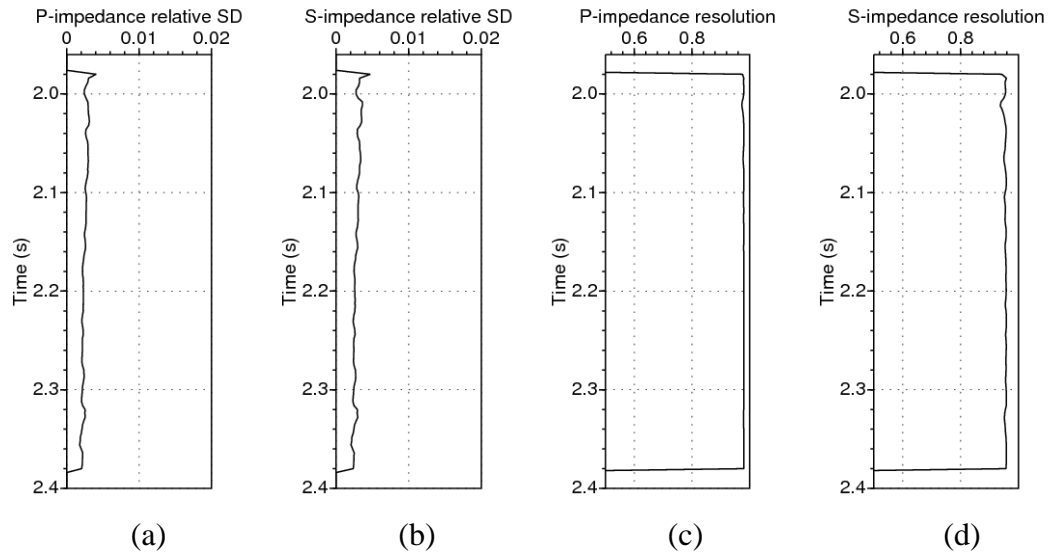 P-impedance relative SD
0 0.01 0.02
2.0
2.1
2.2
2.3
2.4
Time (s)
(a)
S-impedance relative SD
0 0.01 0.02
2.0
2.1
2.2
2.3
2.4
Time (s)
(b)
P-impedance resolution
0.6 0.8
2.0
2.1
2.2
2.3
2.4
Time (s)
(c)
S-impedance resolution
0.6 0.8
2.0
2.1
2.2
2.3
2.4
Time (s)
(d)